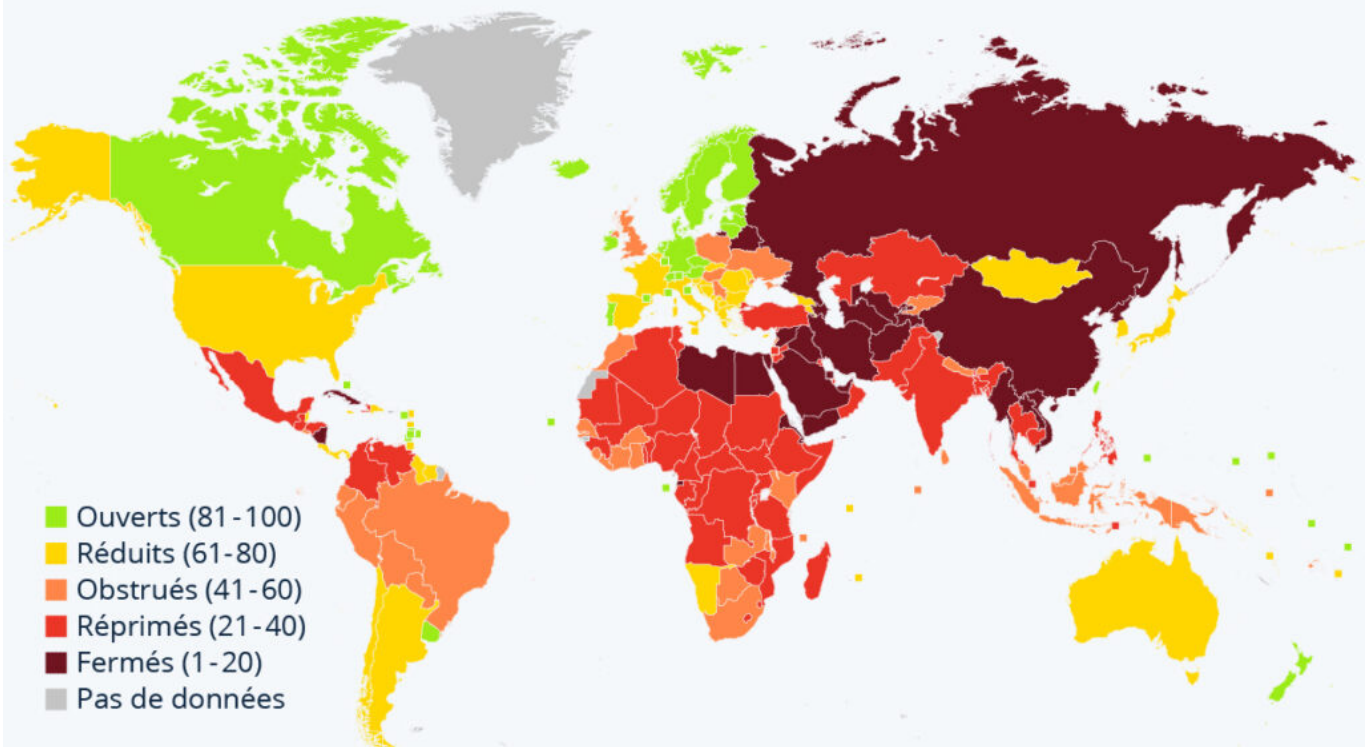 Ouverts (81-100)
Réduits (61-80)
Obstrués (41-60)
Réprimés (21-40)
Fermés (1-20)
Pas de données